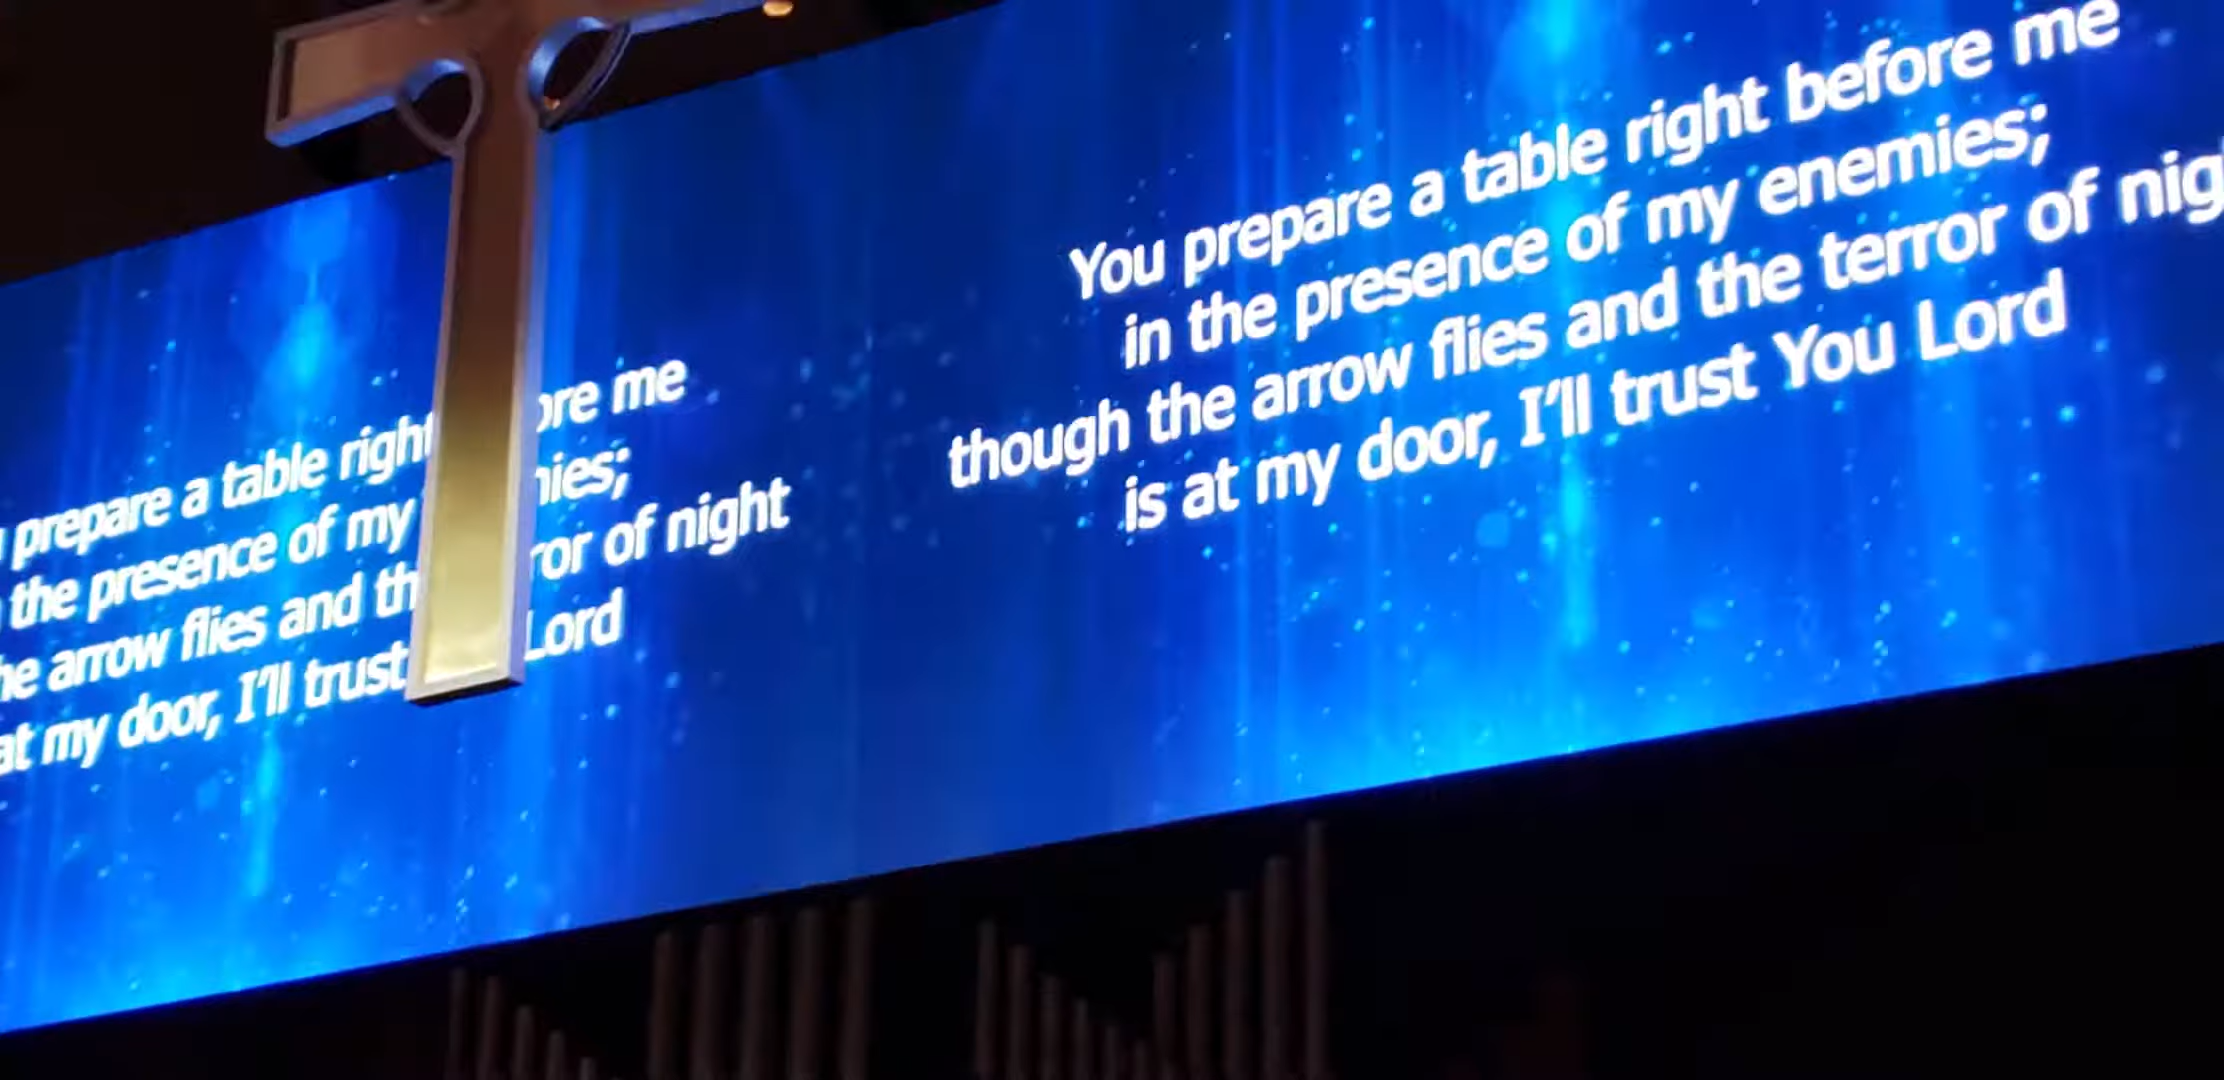 prepare a table right ore me
the presence of my nies;
he arrow flies and th ror of night
at my door, I'll trust Lord
You prepare a table right before me
in the presence of my enemies;
though the arrow flies and the terror of nig
is at my door, I'll trust You Lord